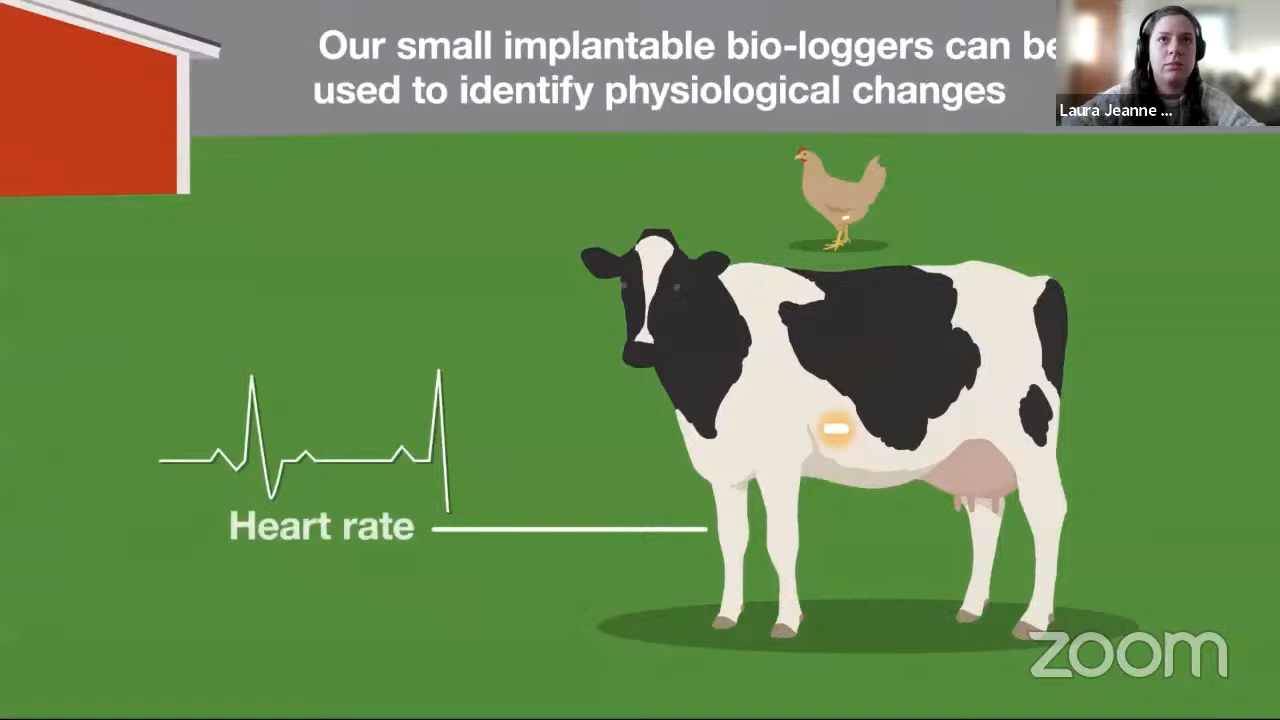 Our small implantable bio-loggers can be
used to identify physiological changes
Laura Jeanne ...
Heart rate
zoom